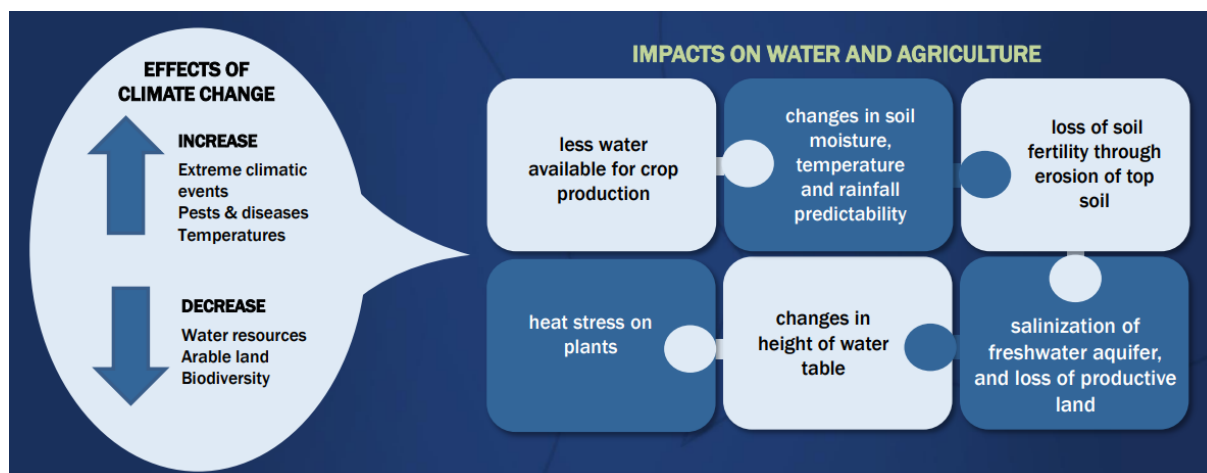 EFFECTS OF
CLIMATE CHANGE
INCREASE
Extreme climatic
events
Pests & diseases
Temperatures
DECREASE
Water resources
Arable land
Biodiversity
IMPACTS ON WATER AND AGRICULTURE
less water
available for crop
production
changes in soil
moisture,
temperature
and rainfall
predictability
loss of soil
fertility through
erosion of top
soil
heat stress on
plants
changes in
height of water
table
salinization of
freshwater aquifer,
and loss of productive
land